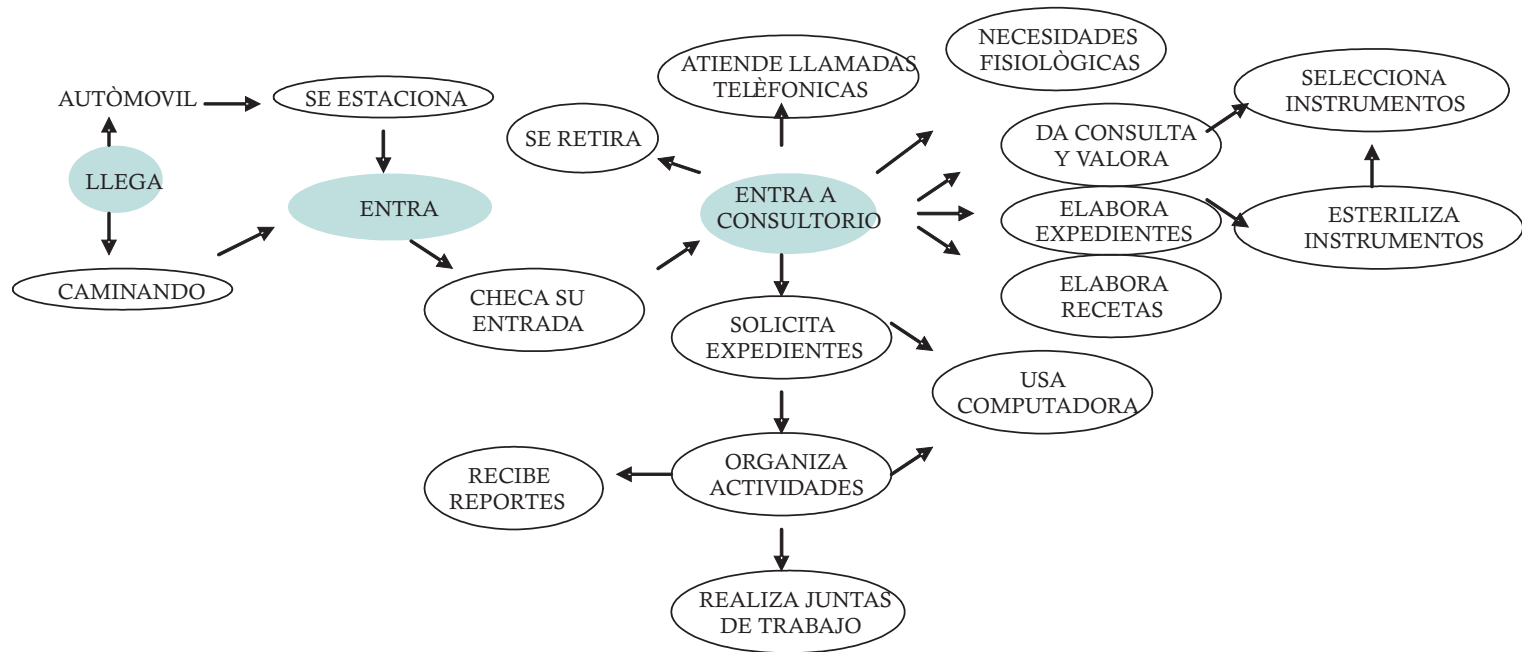 AUTÒMOVIL
SE ESTACIONA
LLEGA
ENTRA
CAMINANDO
CHECA SU
ENTRADA
SE RETIRA
ATIENDE LLAMADAS
TELÈFONICAS
ENTRA A
CONSULTORIO
NECESIDADES
FISIOLÒGICAS
DA CONSULTA
Y VALORA
ELABORA
EXPEDIENTES
ELABORA
RECETAS
SELECCIONA
INSTRUMENTOS
ESTERILIZA
INSTRUMENTOS
SOLICITA
EXPEDIENTES
USA
COMPUTADORA
ORGANIZA
ACTIVIDADES
RECIBE
REPORTES
REALIZA JUNTAS
DE TRABAJO